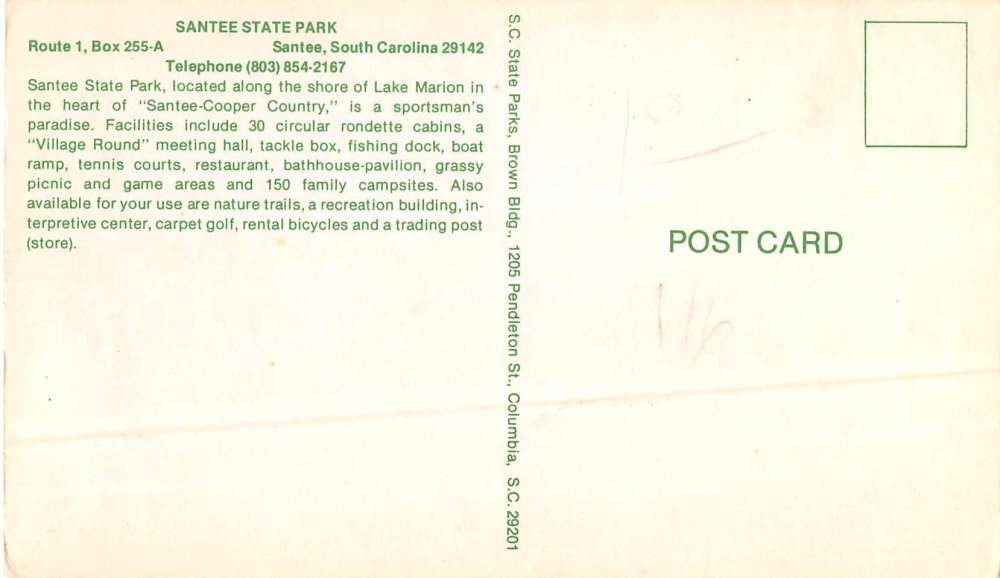 SANTEE STATE PARK
Route 1, Box 255-A Santee, South Carolina 29142
Telephone (803) 854-2167
Santee State Park, located along the shore of Lake Marion in
the heart of "Santee-Cooper Country," is a sportsman's
paradise. Facilities include 30 circular rondette cabins, a
"Village Round" meeting hall, tackle box, fishing dock, boat
ramp, tennis courts, restaurant, bathhouse-pavilion, grassy
picnic and game areas and 150 family campsites. Also
available for your use are nature trails, a recreation building, in-
terpretive center, carpet golf, rental bicycles and a trading post
(store).
S.C. State Parks, Brown Bldg., 1205 Pendleton St., Columbia, S.C. 29201
POST CARD